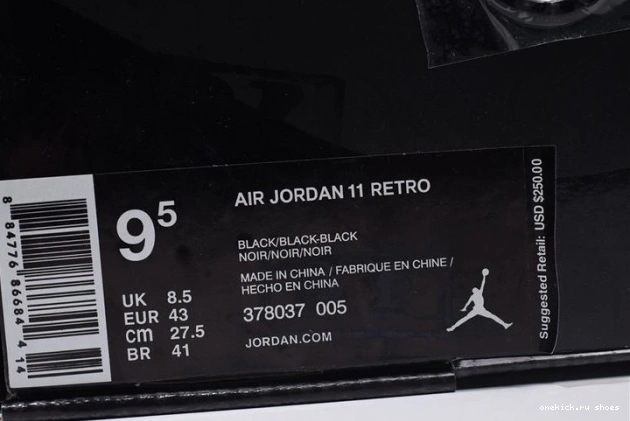 8 84776 86684 4 14
9⁵
UK 8.5
EUR 43
cm 27.5
BR 41
AIR JORDAN 11 RETRO
BLACK/BLACK-BLACK
NOIR/NOIR/NOIR
MADE IN CHINA / FABRIQUE EN CHINE /
HECHO EN CHINA
378037 005
JORDAN.COM
Suggested Retail: USD $250.00
onekick.ru shoes